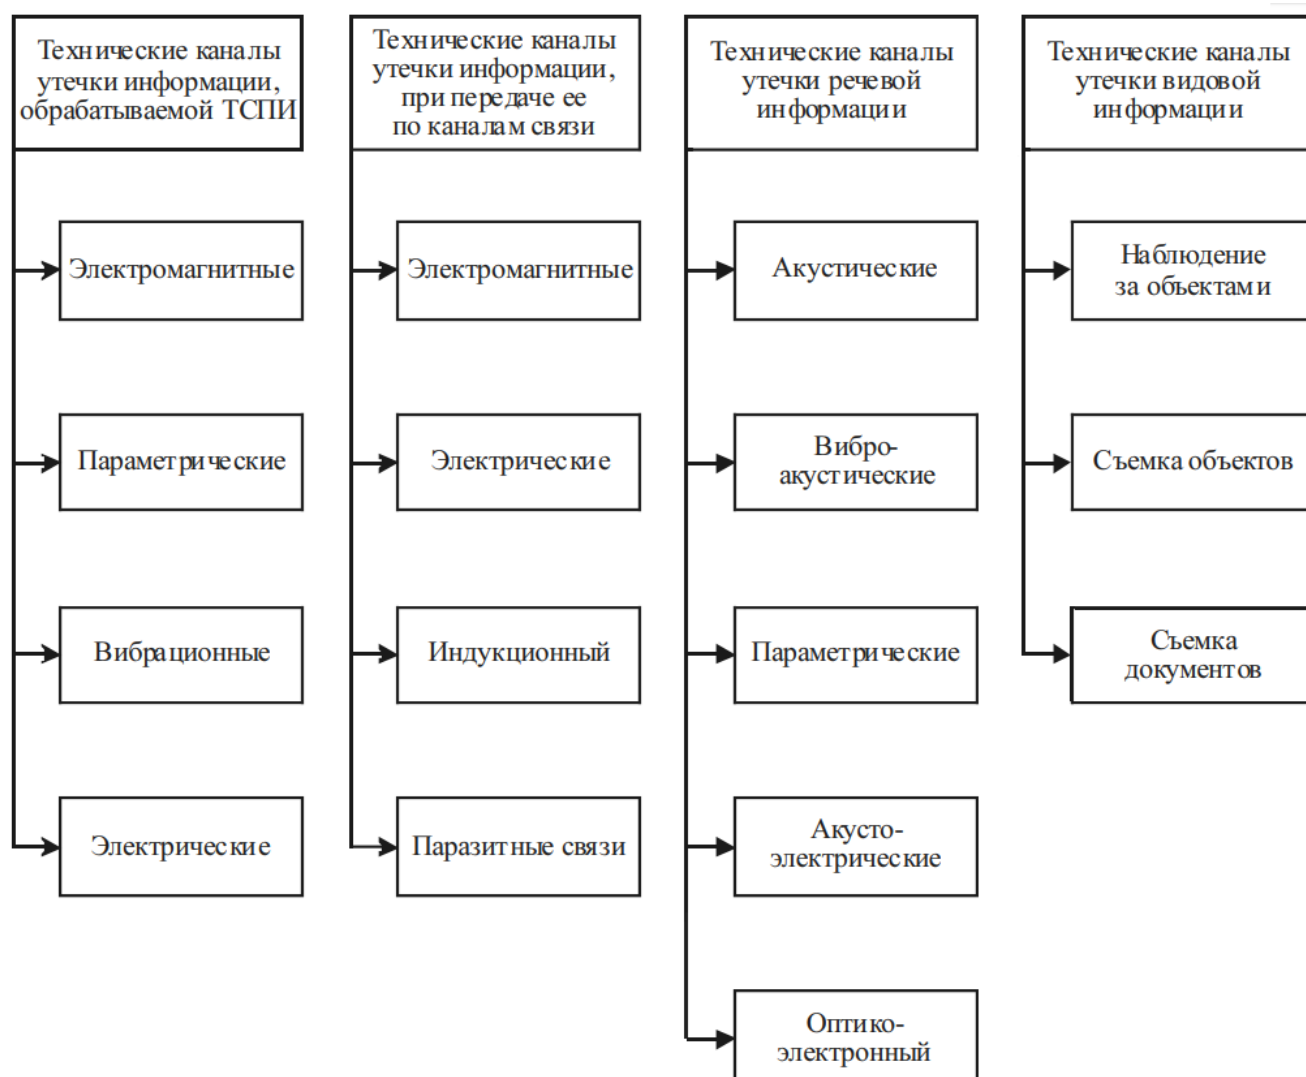 Технические каналы
утечки информации,
обрабатываемой ТСПИ
Электромагнитные
Параметрические
Вибрационные
Электрические
Технические каналы
утечки информации,
при передаче ее
по каналам связи
Электромагнитные
Электрические
Индукционный
Паразитные связи
Технические каналы
утечки речевой
информации
Акустические
Вибро-
акустические
Параметрические
Акусто-
электрические
Оптико-
электронный
Технические каналы
утечки видовой
информации
Наблюдение
за объектами
Съемка объектов
Съемка
документов